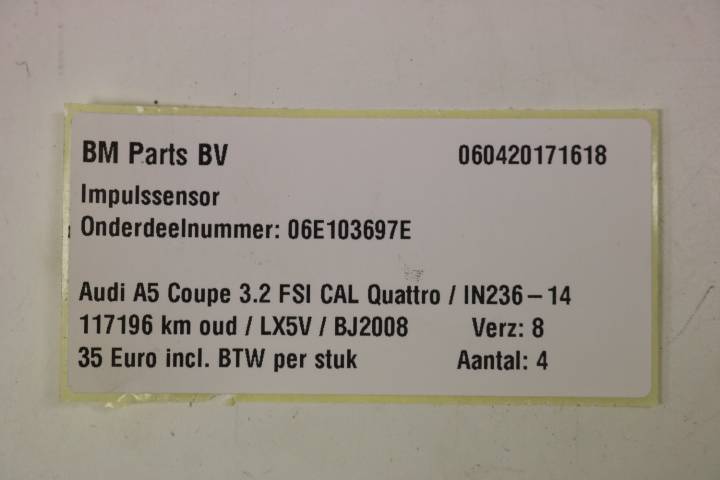 BM Parts BV 060420171618
Impulssensor
Onderdeelnummer: 06E103697E
Audi A5 Coupe 3.2 FSI CAL Quattro / IN236-14
117196 km oud / LX5V / BJ2008 Verz: 8
35 Euro incl. BTW per stuk Aantal: 4